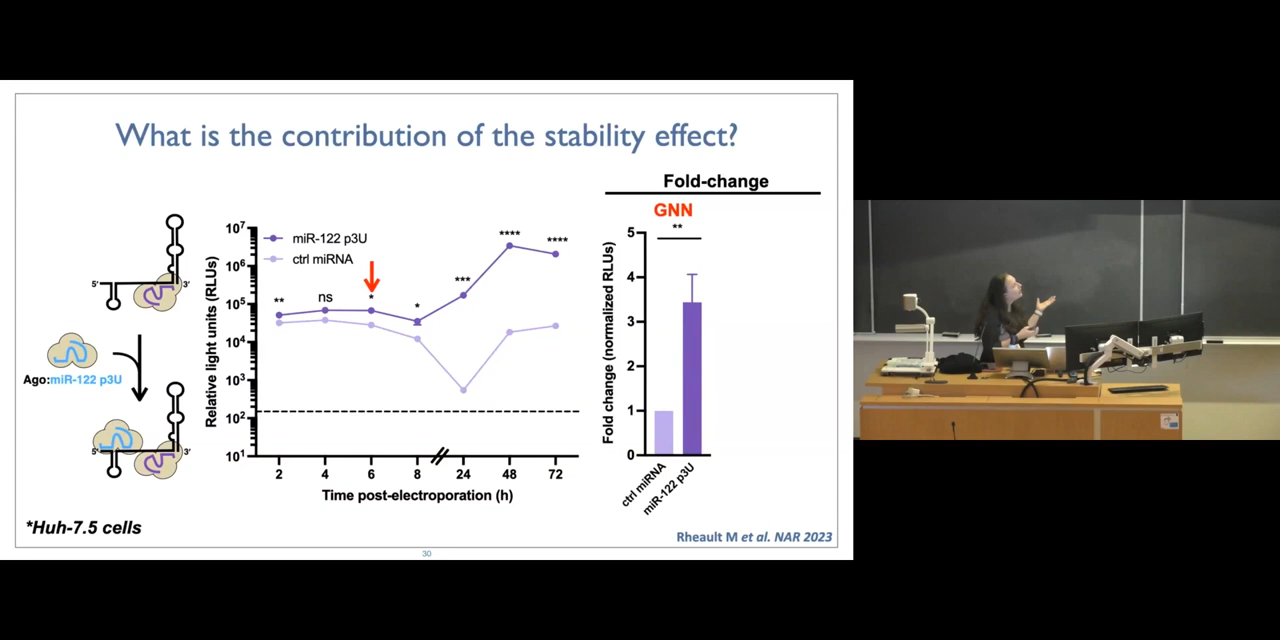 What is the contribution of the stability effect?
Fold-change
GNN
5'
3'
Ago:miR-122 p3U
5'
3'
*Huh-7.5 cells
miR-122 p3U
ctrl miRNA
Relative light units (RLUs)
10^7
10^6
10^5
10^4
10^3
10^2
10^1
**
ns
*
*
***
****
****
2
4
6
8
24
48
72
Time post-electroporation (h)
Fold change (normalized RLUs)
5
4
3
2
1
0
**
ctrl miRNA
miR-122 p3U
Rheault M et al. NAR 2023
30